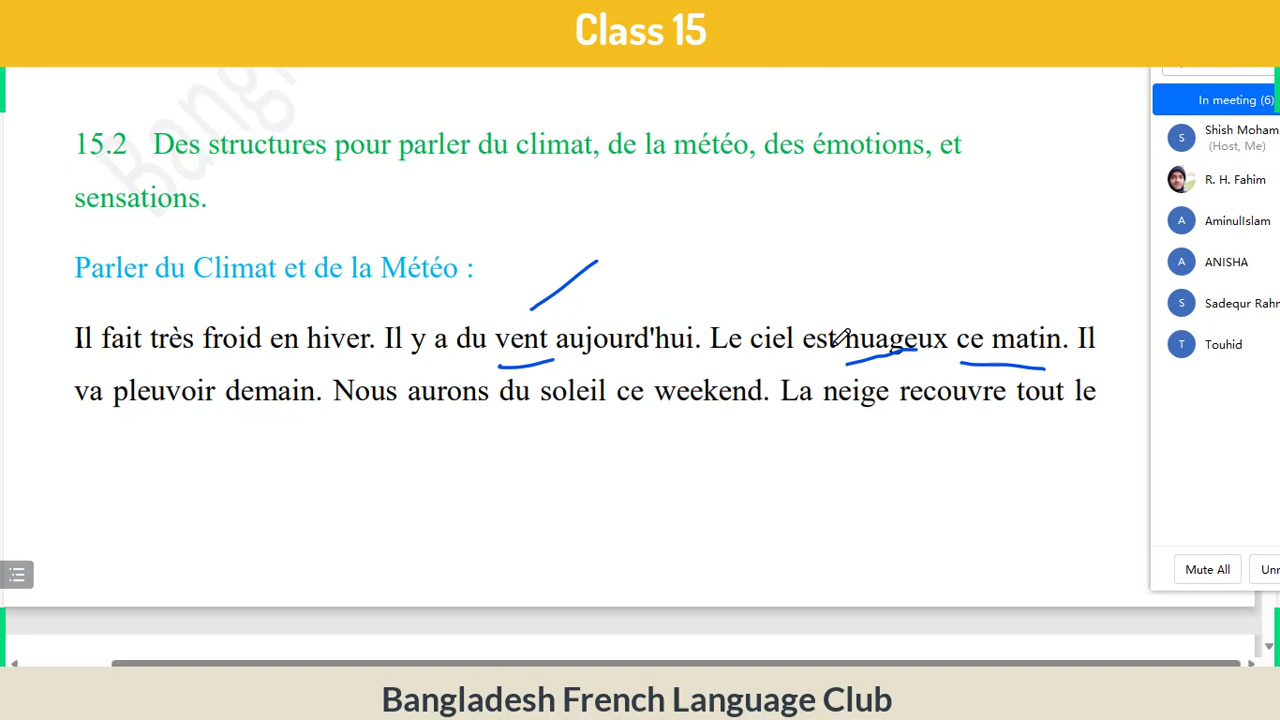 Class 15
Bangl
15.2 Des structures pour parler du climat, de la météo, des émotions, et
sensations.
Parler du Climat et de la Météo :
Il fait très froid en hiver. Il y a du vent aujourd'hui. Le ciel est nuageux ce matin. Il
va pleuvoir demain. Nous aurons du soleil ce weekend. La neige recouvre tout le
In meeting (6)
S
Shish Moham
(Host, Me)
R. H. Fahim
A
AminulIslam
A
ANISHA
S
Sadequr Rahn
T
Touhid
Mute All
Unn
Bangladesh French Language Club